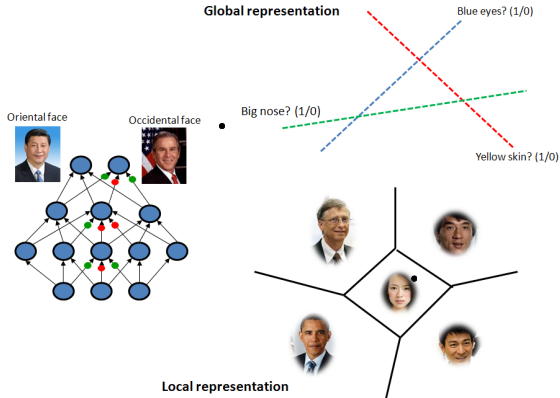 Global representation
Blue eyes? (1/0)
Oriental face
Occidental face
Big nose? (1/0)
Yellow skin? (1/0)
Local representation